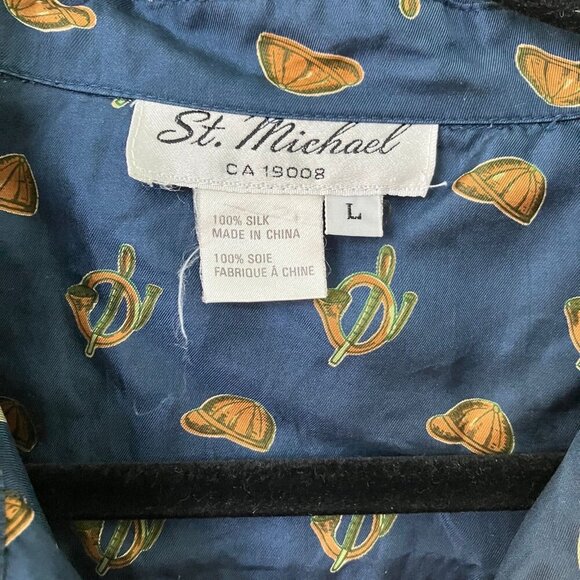 St. Michael
CA 19008
100% SILK
MADE IN CHINA
100% SOIE
FABRIQUE À CHINE
L